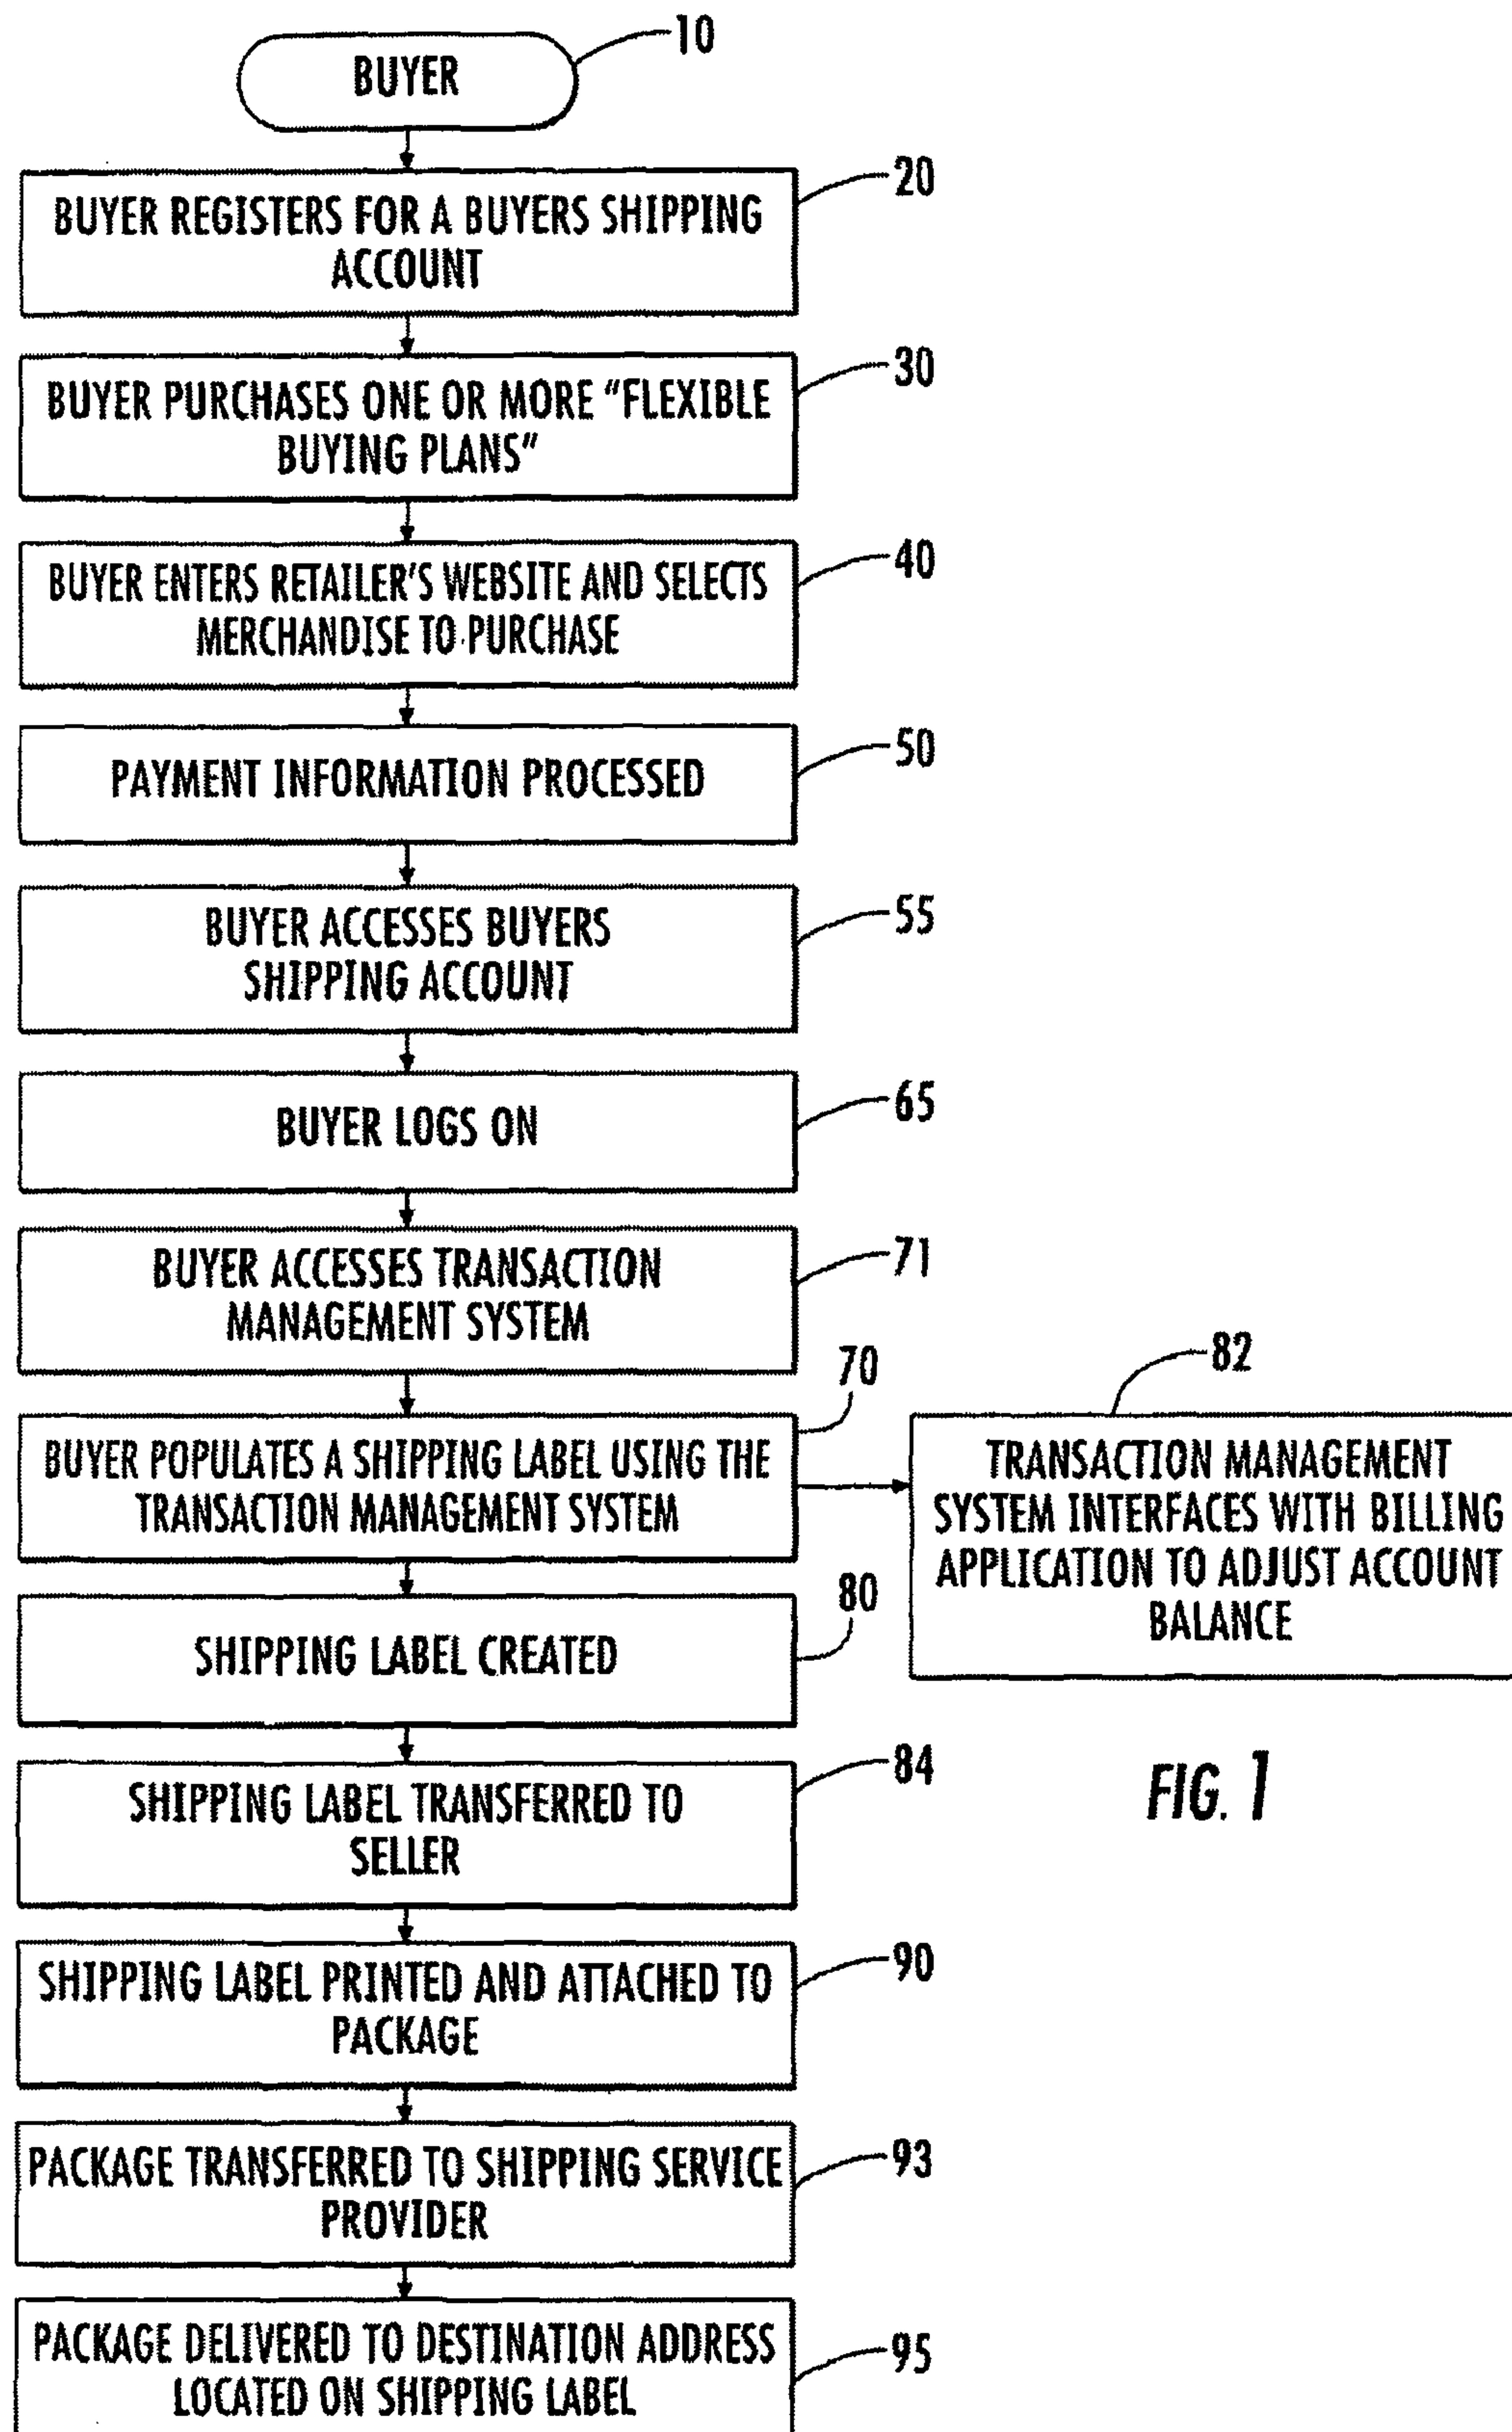 10
BUYER
20
BUYER REGISTERS FOR A BUYERS SHIPPING
ACCOUNT
30
BUYER PURCHASES ONE OR MORE "FLEXIBLE
BUYING PLANS"
40
BUYER ENTERS RETAILER'S WEBSITE AND SELECTS
MERCHANDISE TO PURCHASE
50
PAYMENT INFORMATION PROCESSED
55
BUYER ACCESSES BUYERS
SHIPPING ACCOUNT
65
BUYER LOGS ON
71
BUYER ACCESSES TRANSACTION
MANAGEMENT SYSTEM
70
BUYER POPULATES A SHIPPING LABEL USING THE
TRANSACTION MANAGEMENT SYSTEM
82
TRANSACTION MANAGEMENT
SYSTEM INTERFACES WITH BILLING
APPLICATION TO ADJUST ACCOUNT
BALANCE
80
SHIPPING LABEL CREATED
84
SHIPPING LABEL TRANSFERRED TO
SELLER
FIG. 1
90
SHIPPING LABEL PRINTED AND ATTACHED TO
PACKAGE
93
PACKAGE TRANSFERRED TO SHIPPING SERVICE
PROVIDER
95
PACKAGE DELIVERED TO DESTINATION ADDRESS
LOCATED ON SHIPPING LABEL